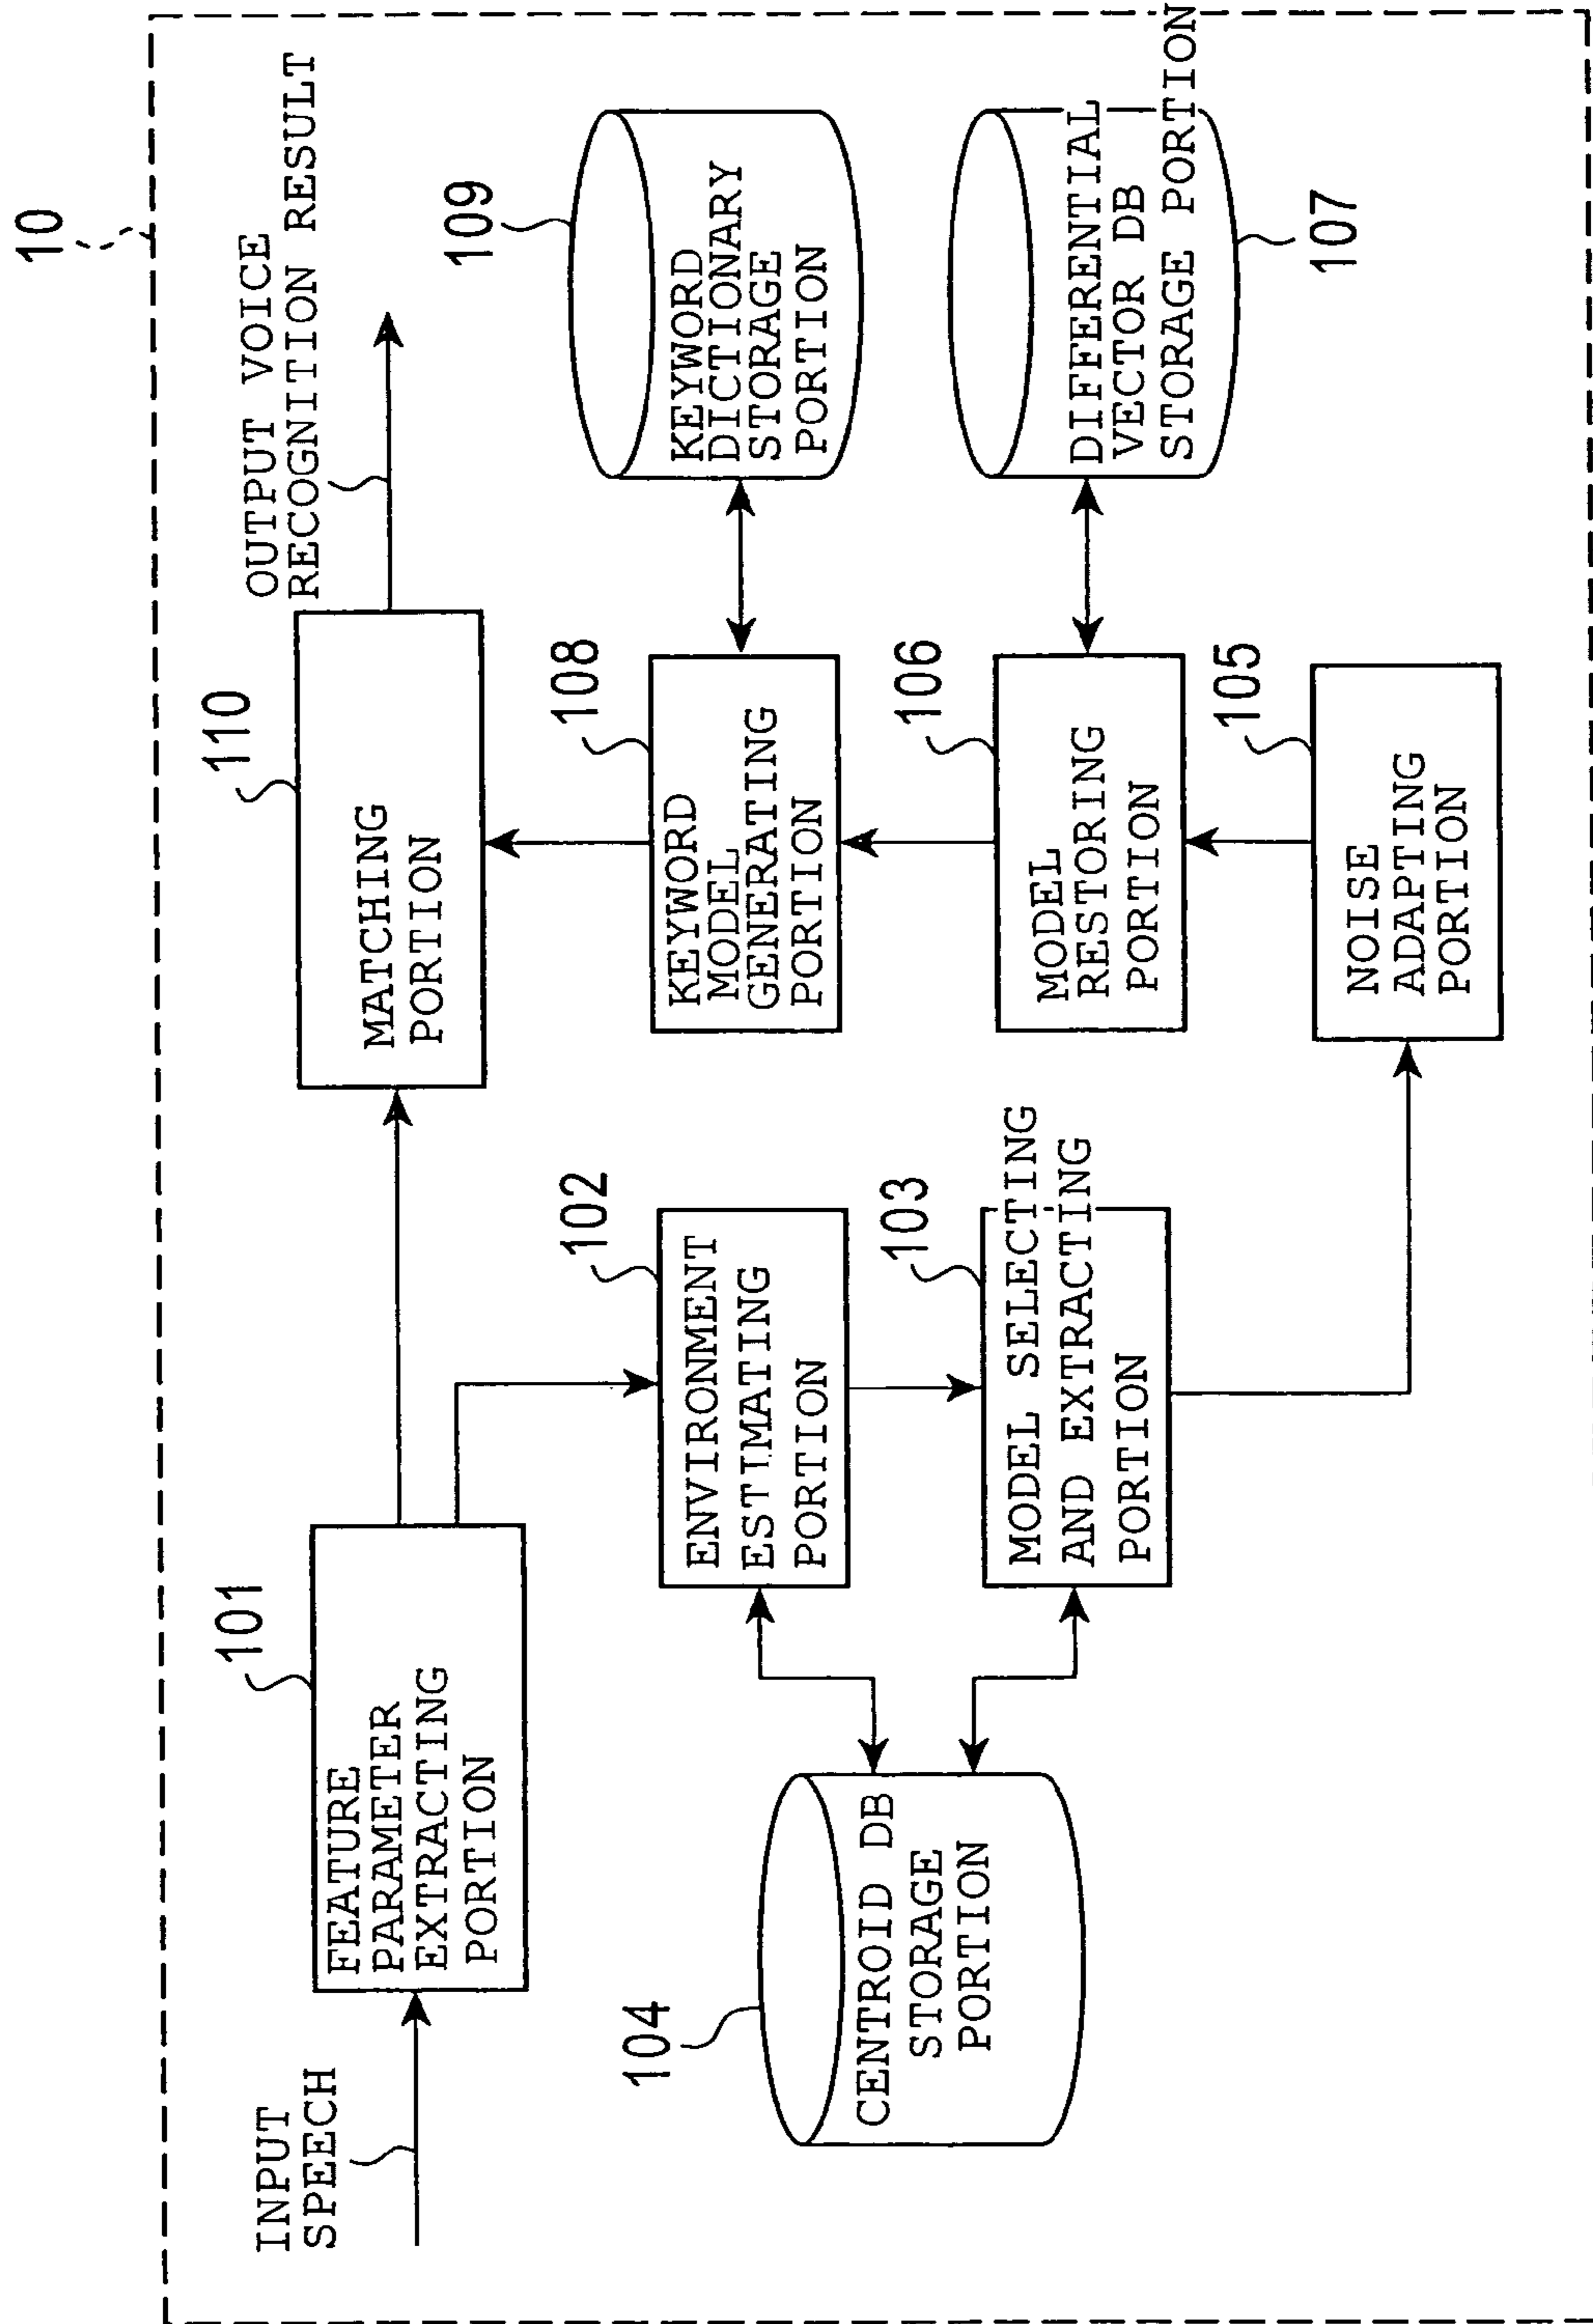 10
INPUT
SPEECH
101
FEATURE
PARAMETER
EXTRACTING
PORTION
110
MATCHING
PORTION
OUTPUT VOICE
RECOGNITION RESULT
104
CENTROID DB
STORAGE
PORTION
102
ENVIRONMENT
ESTIMATING
PORTION
103
MODEL SELECTING
AND EXTRACTING
PORTION
108
KEYWORD
MODEL
GENERATING
PORTION
109
KEYWORD
DICTIONARY
STORAGE
PORTION
106
MODEL
RESTORING
PORTION
DIFFERENTIAL
VECTOR DB
STORAGE PORTION
107
105
NOISE
ADAPTING
PORTION